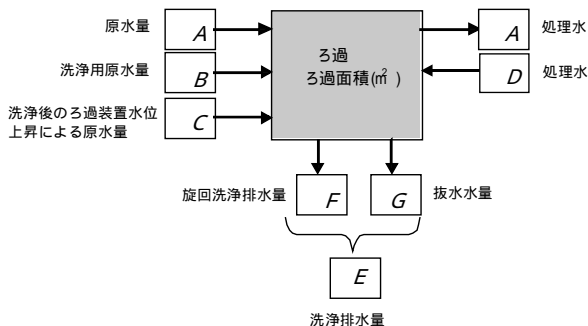 原水量
A
洗浄用原水量
B
洗浄後のろ過装置水位
上昇による原水量
C
ろ過
ろ過面積(㎡)
A
処理水
D
処理水
旋回洗浄排水量
F
G
抜水水量
E
洗浄排水量